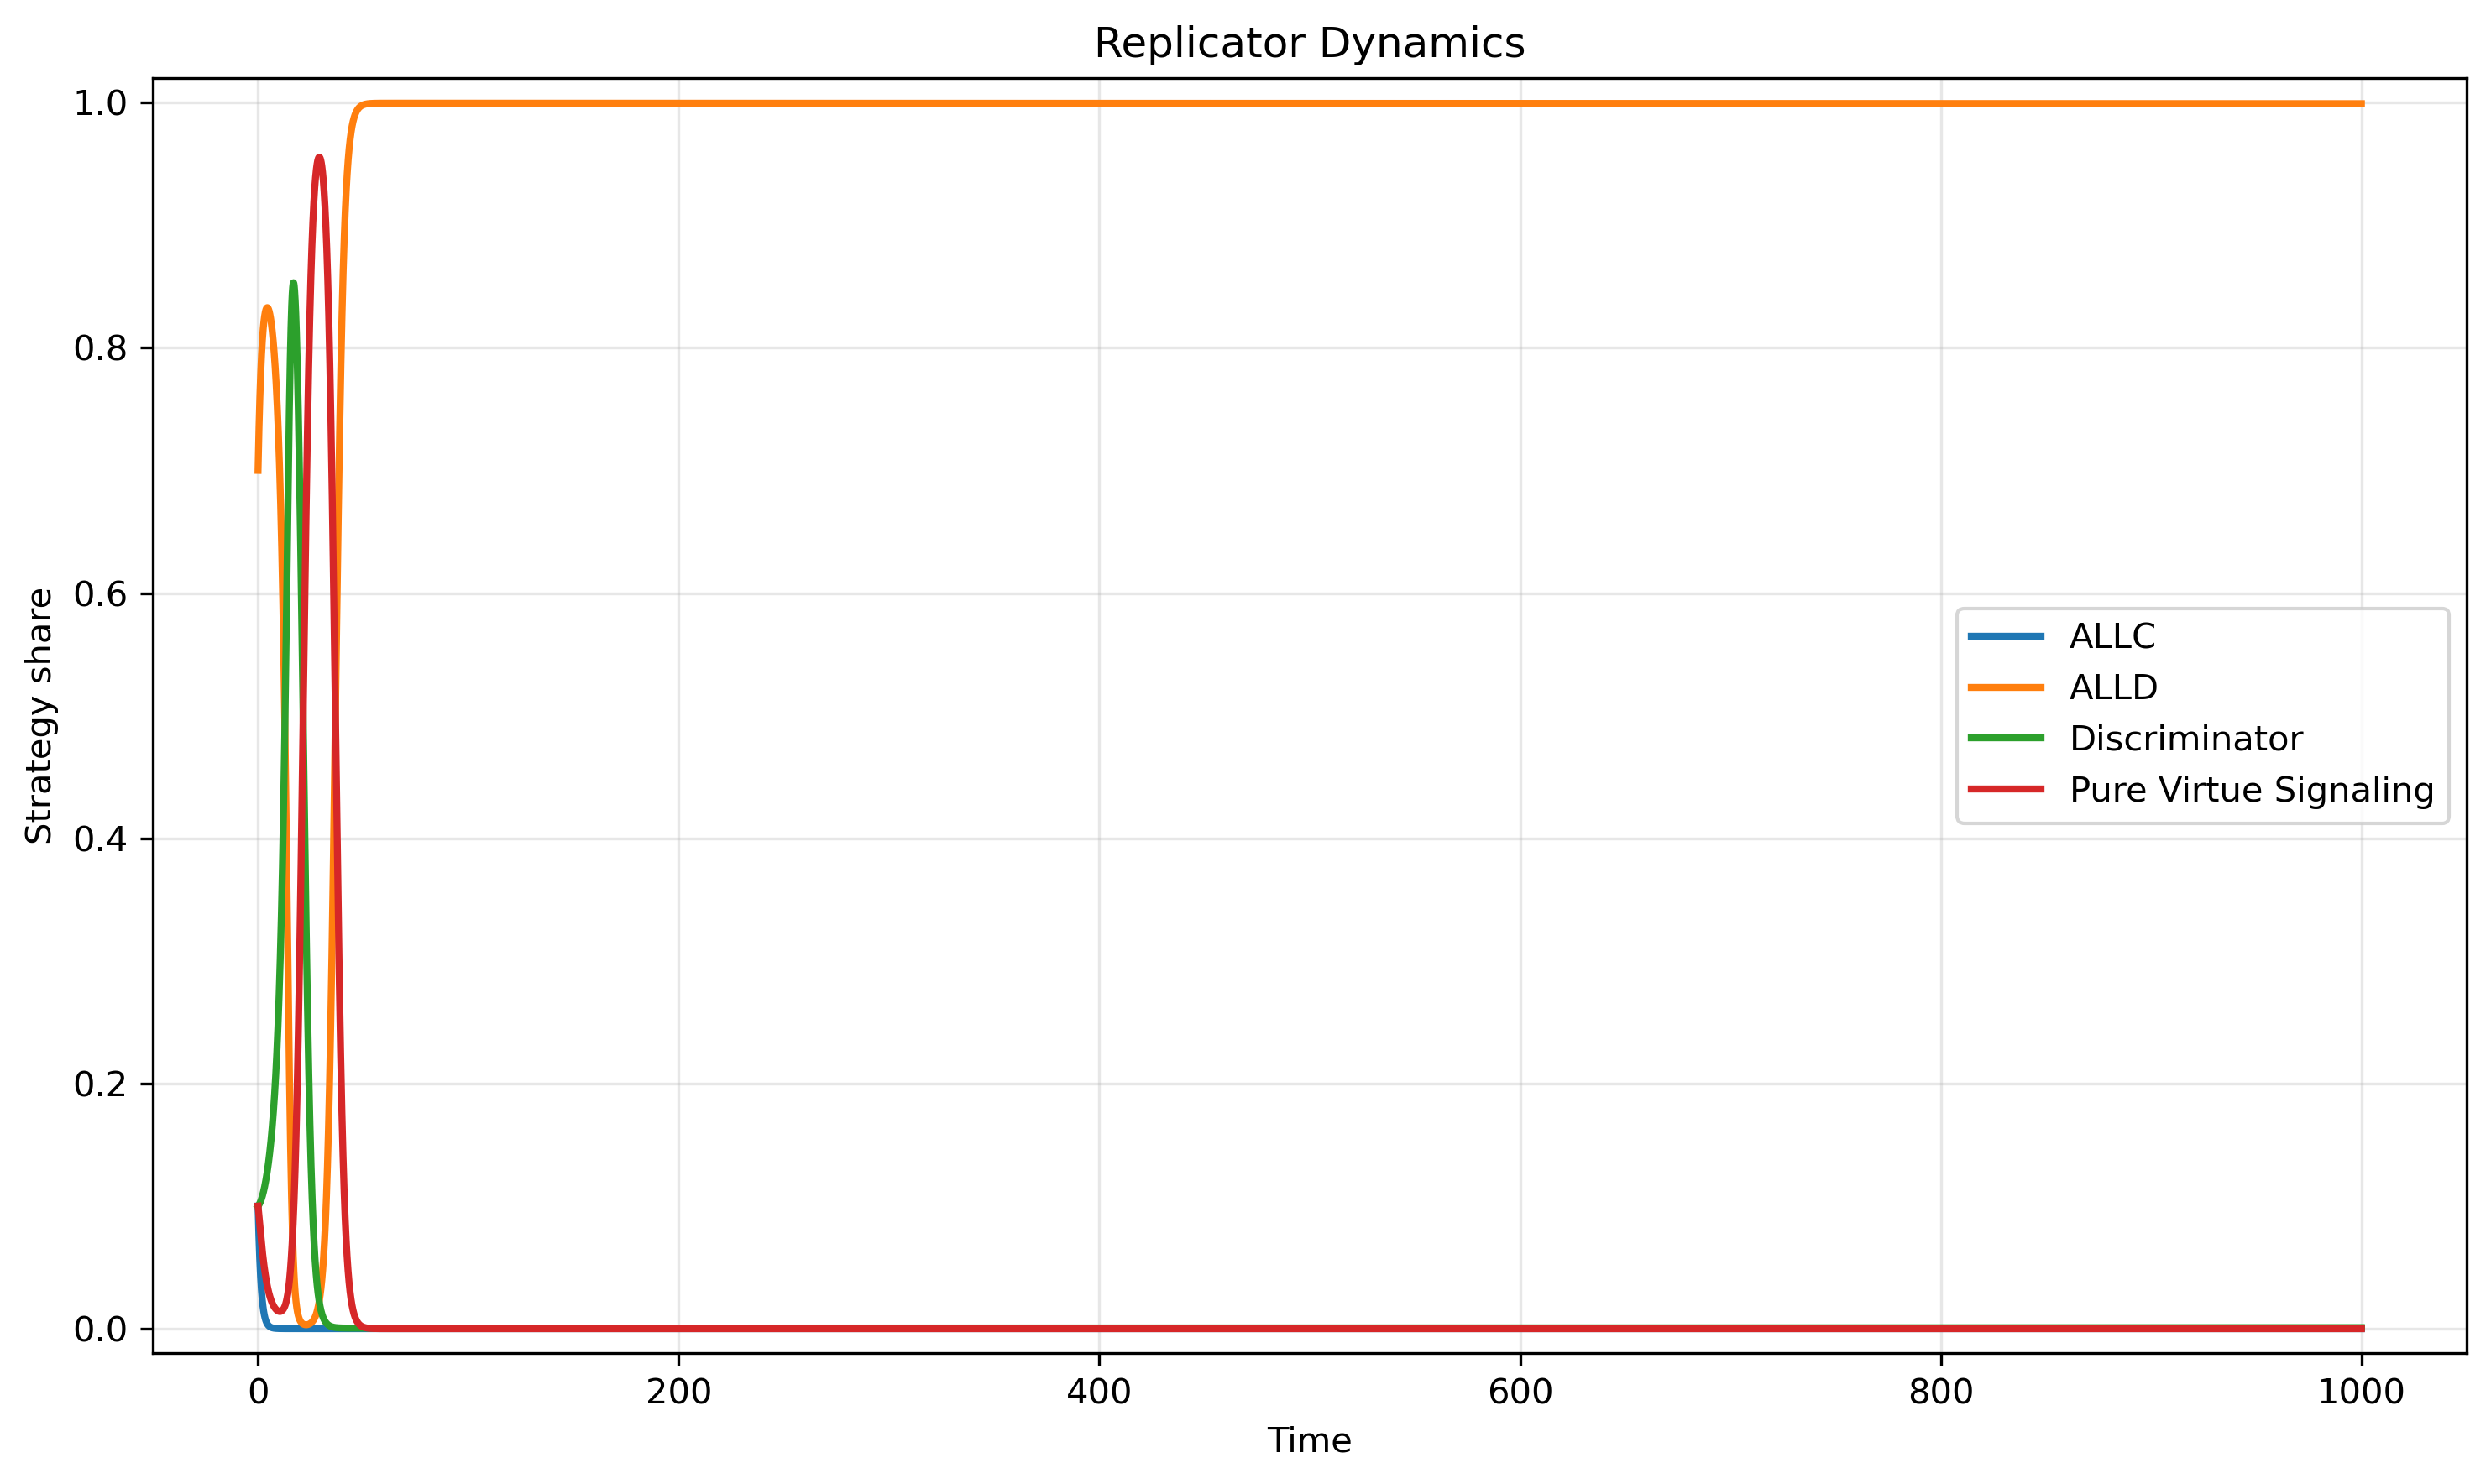 Replicator Dynamics
Strategy share
1.0
0.8
0.6
0.4
0.2
0.0
ALLC
ALLD
Discriminator
Pure Virtue Signaling
0
200
400
600
800
1000
Time